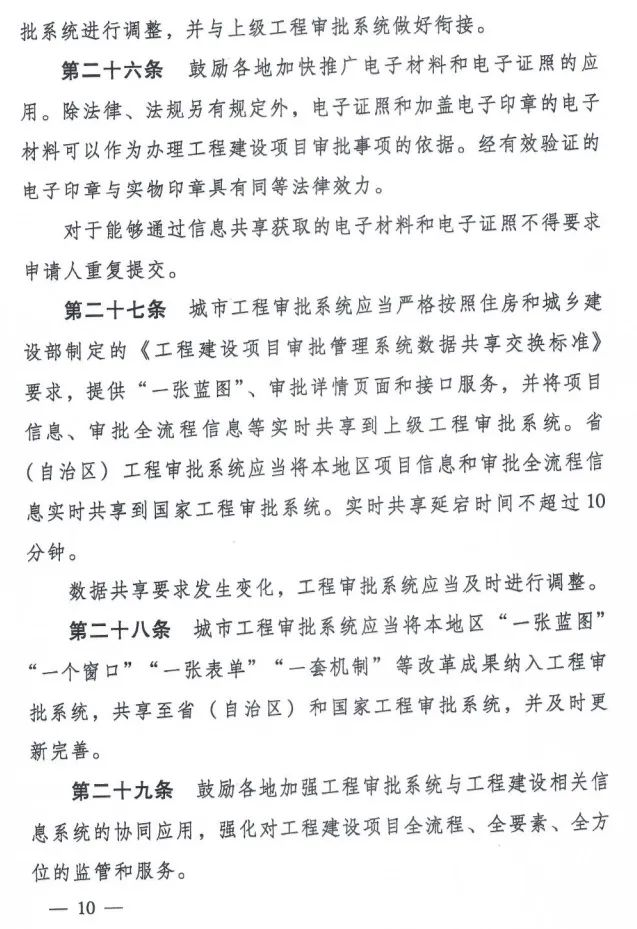 批系统进行调整，并与上级工程审批系统做好衔接。
第二十六条 鼓励各地加快推广电子材料和电子证照的应
用。除法律、法规另有规定外，电子证照和加盖电子印章的电子
材料可以作为办理工程建设项目审批事项的依据。经有效验证的
电子印章与实物印章具有同等法律效力。
对于能够通过信息共享获取的电子材料和电子证照不得要求
申请人重复提交。
第二十七条 城市工程审批系统应当严格按照住房和城乡建
设部制定的《工程建设项目审批管理系统数据共享交换标准》
要求，提供“一张蓝图”、审批详情页面和接口服务，并将项目
信息、审批全流程信息等实时共享到上级工程审批系统。省
（自治区）工程审批系统应当将本地区项目信息和审批全流程信
息实时共享到国家工程审批系统。实时共享延宕时间不超过10
分钟。
数据共享要求发生变化，工程审批系统应当及时进行调整。
第二十八条 城市工程审批系统应当将本地区“一张蓝图”
“一个窗口”“一张表单”“一套机制”等改革成果纳入工程审
批系统，共享至省（自治区）和国家工程审批系统，并及时更
新完善。
第二十九条 鼓励各地加强工程审批系统与工程建设相关信
息系统的协同应用，强化对工程建设项目全流程、全要素、全方
位的监管和服务。
— 10 —